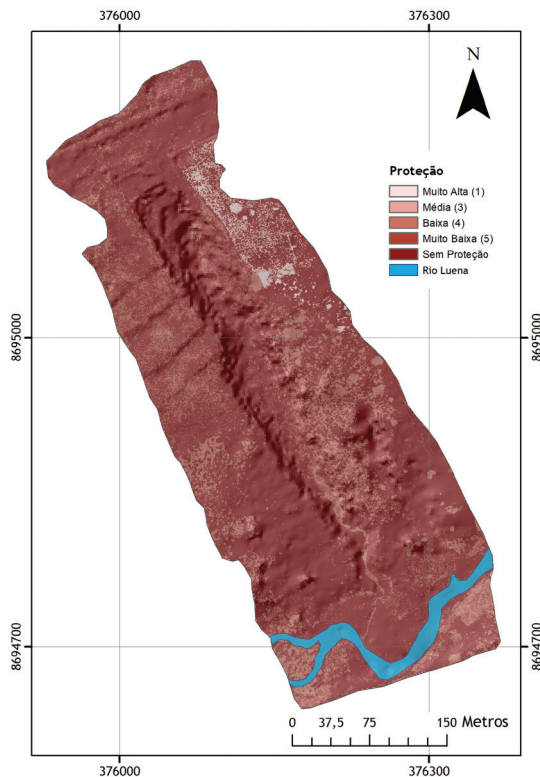 376000 376300
N
Proteção
Muito Alta (1)
Média (3)
Baixa (4)
Muito Baixa (5)
Sem Proteção
Rio Luena
8695000 8695000
8694700 8694700
0 37,5 75 150 Metros
376000 376300